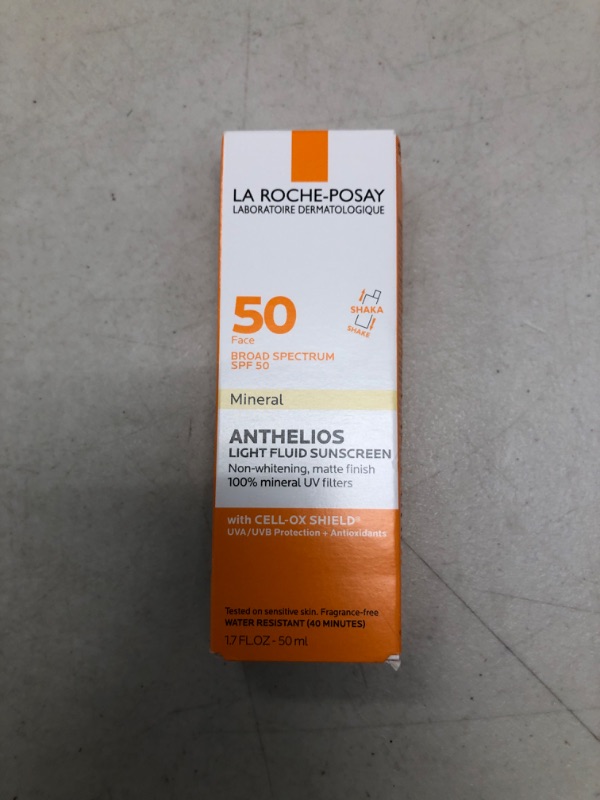 LA ROCHE-POSAY
LABORATOIRE DERMATOLOGIQUE
50
Face
SHAKA
SHAKE
BROAD SPECTRUM
SPF 50
Mineral
ANTHELIOS
LIGHT FLUID SUNSCREEN
Non-whitening, matte finish
100% mineral UV filters
with CELL-OX SHIELD®
UVA/UVB Protection + Antioxidants
Tested on sensitive skin. Fragrance-free
WATER RESISTANT (40 MINUTES)
1.7 FL.OZ - 50 ml